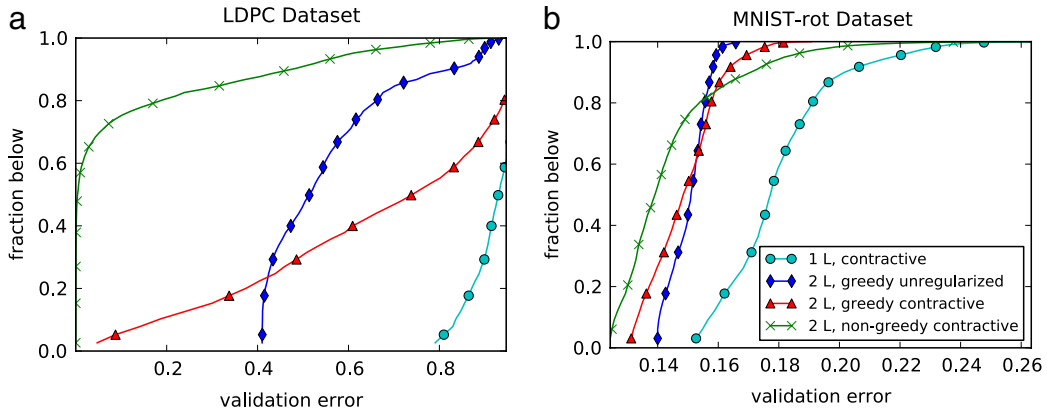 a
LDPC Dataset
fraction below
1.0
0.8
0.6
0.4
0.2
0.0
0.2
0.4
0.6
0.8
validation error
b
MNIST-rot Dataset
fraction below
1.0
0.8
0.6
0.4
0.2
0.0
0.14
0.16
0.18
0.20
0.22
0.24
0.26
validation error
1 L, contractive
2 L, greedy unregularized
2 L, greedy contractive
2 L, non-greedy contractive